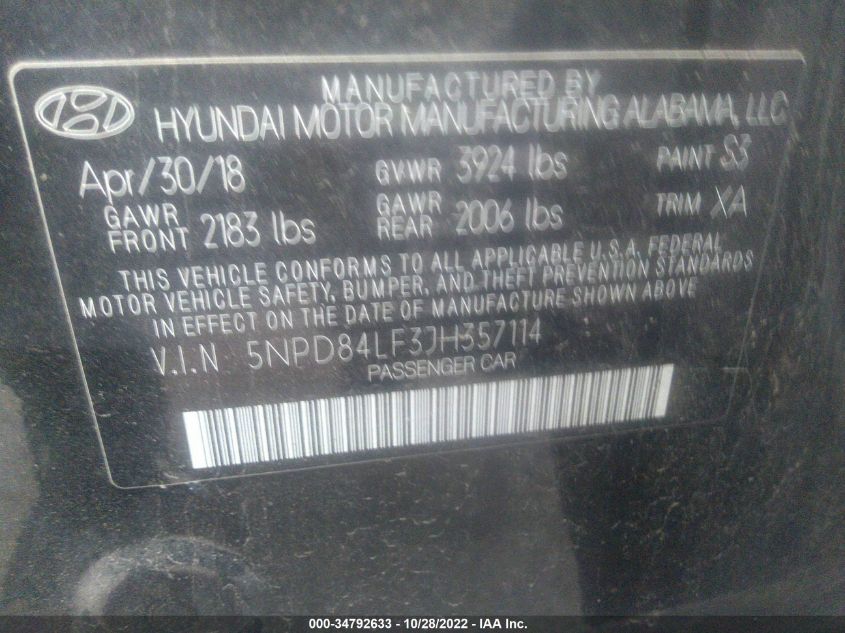 MANUFACTURED BY
HYUNDAI MOTOR MANUFACTURING ALABAMA, LLC
Apr/30/18 GVWR 3924 lbs PAINT S3
GAWR FRONT 2183 lbs GAWR REAR 2006 lbs TRIM XA
THIS VEHICLE CONFORMS TO ALL APPLICABLE U.S.A. FEDERAL
MOTOR VEHICLE SAFETY, BUMPER, AND THEFT PREVENTION STANDARDS
IN EFFECT ON THE DATE OF MANUFACTURE SHOWN ABOVE
V.I.N 5NPD84LF3JH357114
PASSENGER CAR
000-34792633 - 10/28/2022 - IAA Inc.